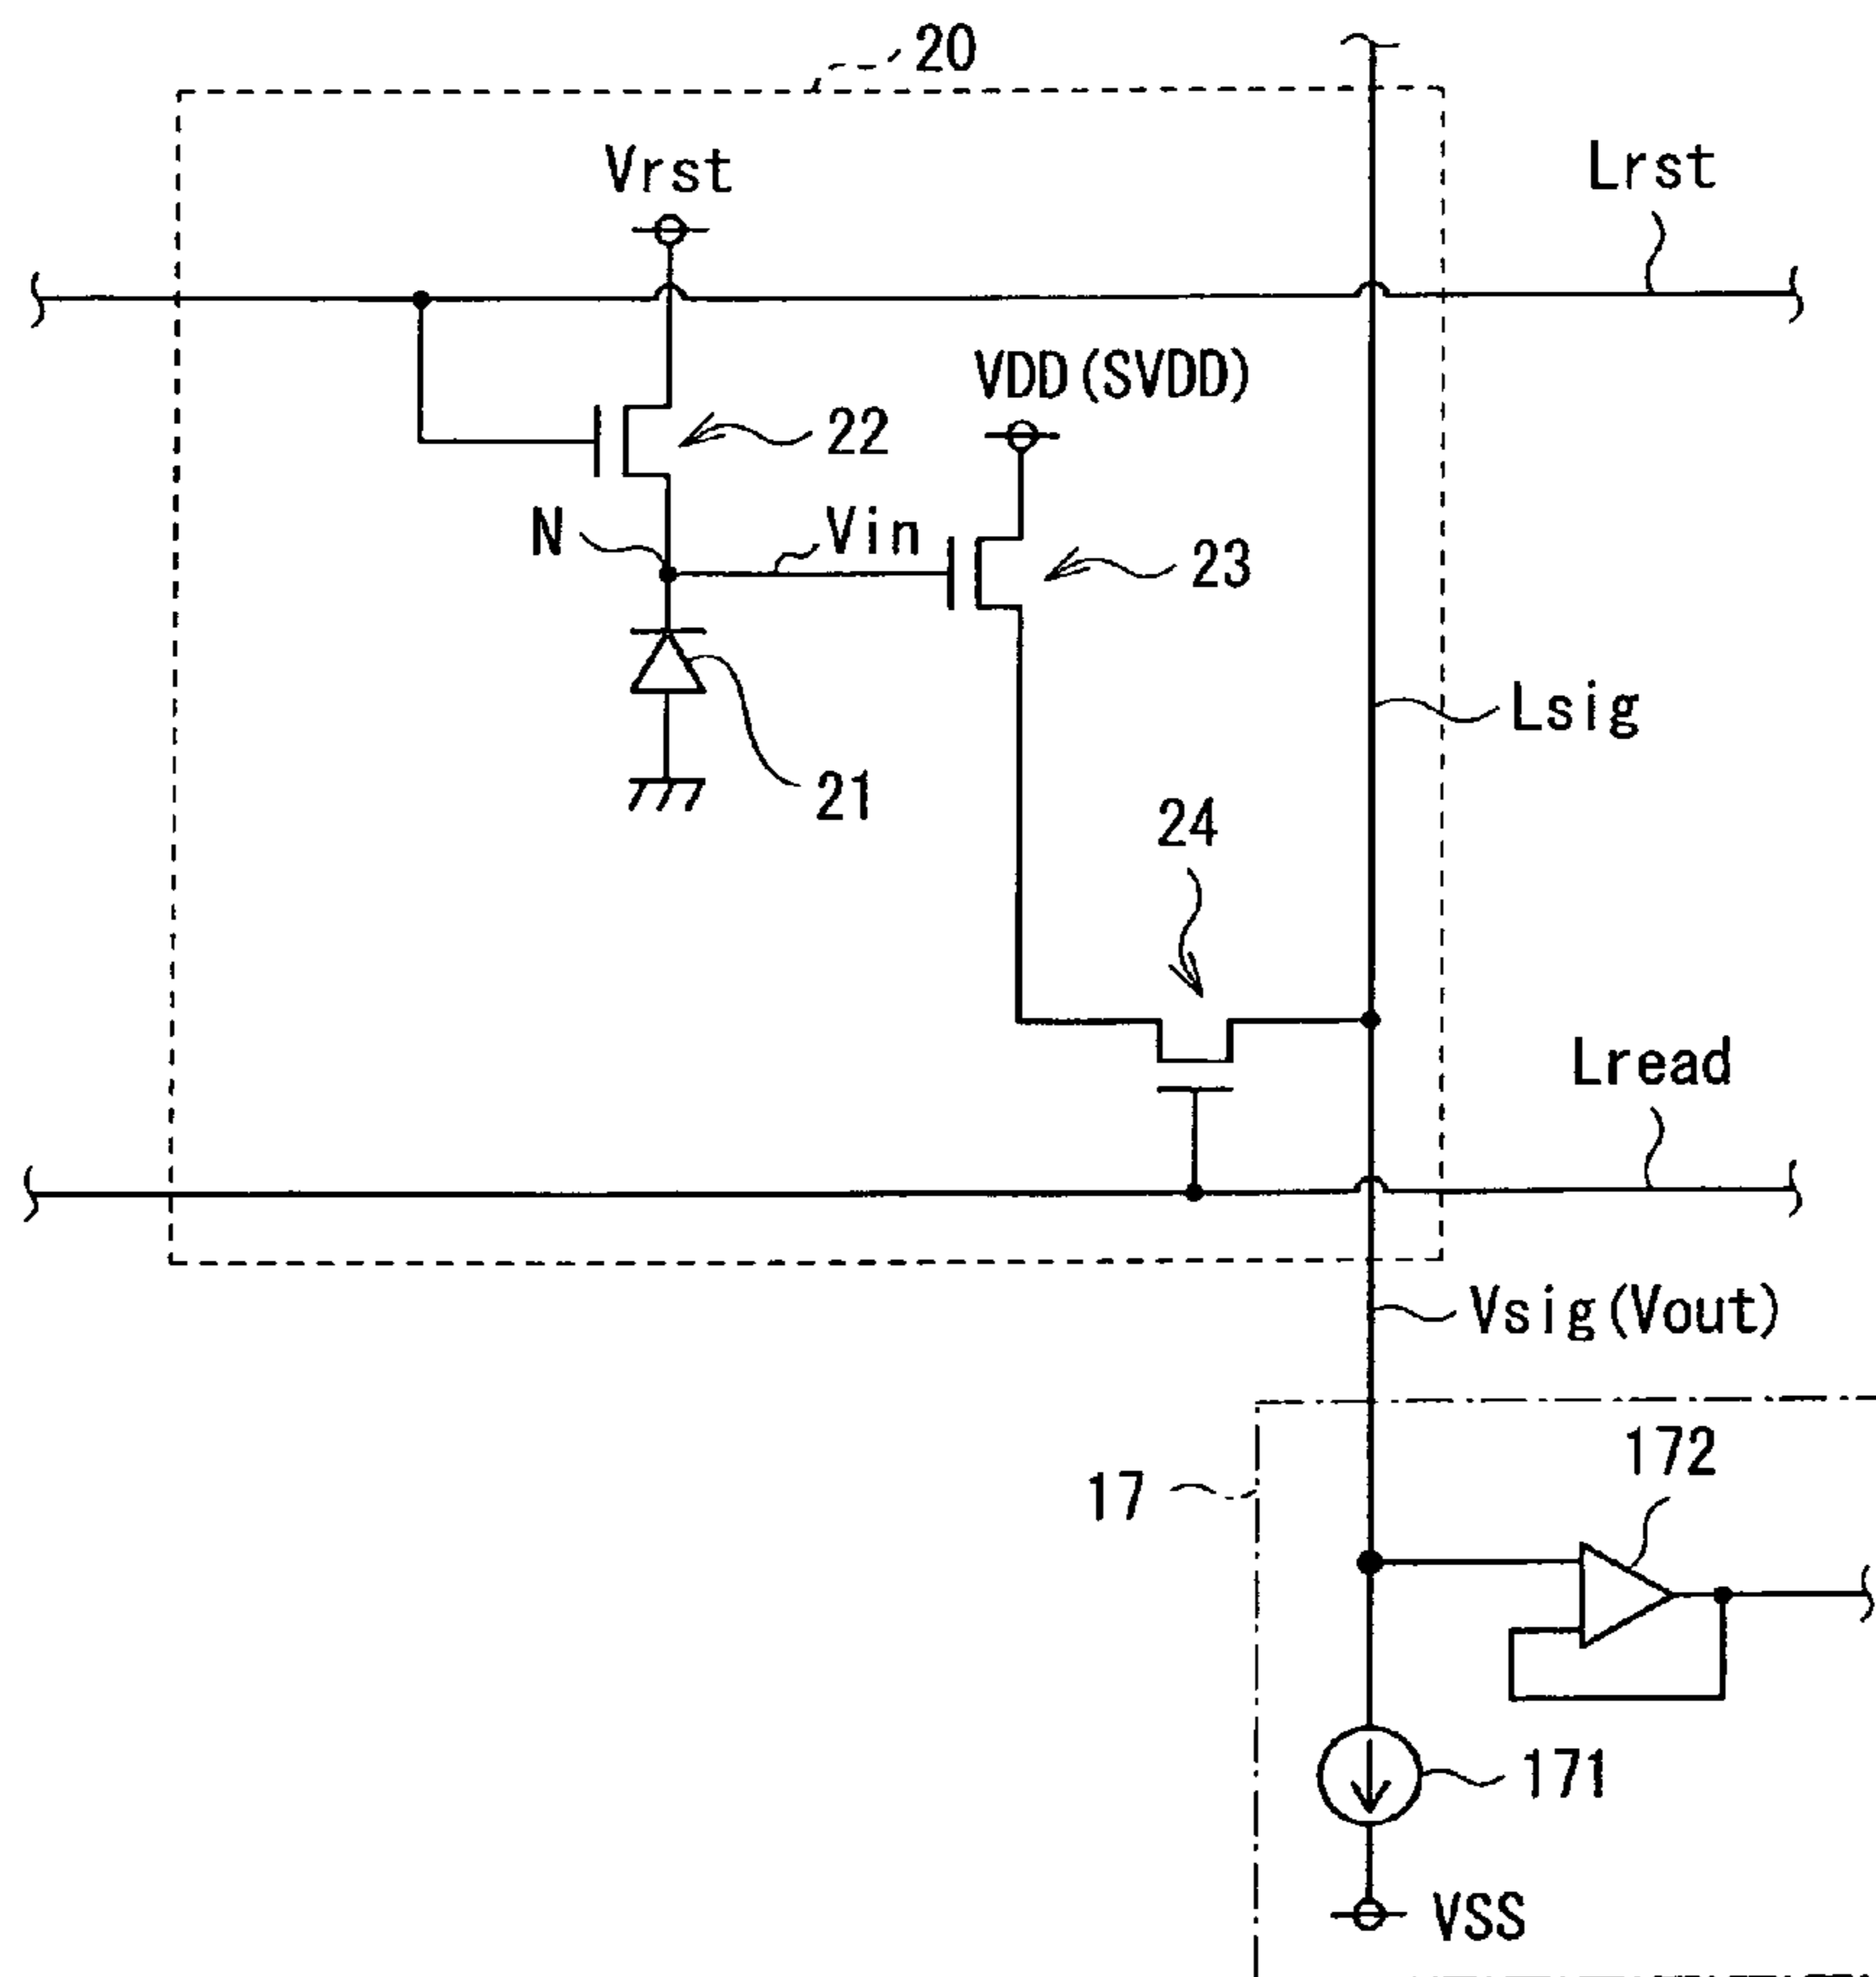 20
Vrst
Lrst
VDD(SVDD)
22
N
Vin
23
Lsig
21
24
Lread
Vsig(Vout)
172
17
171
VSS